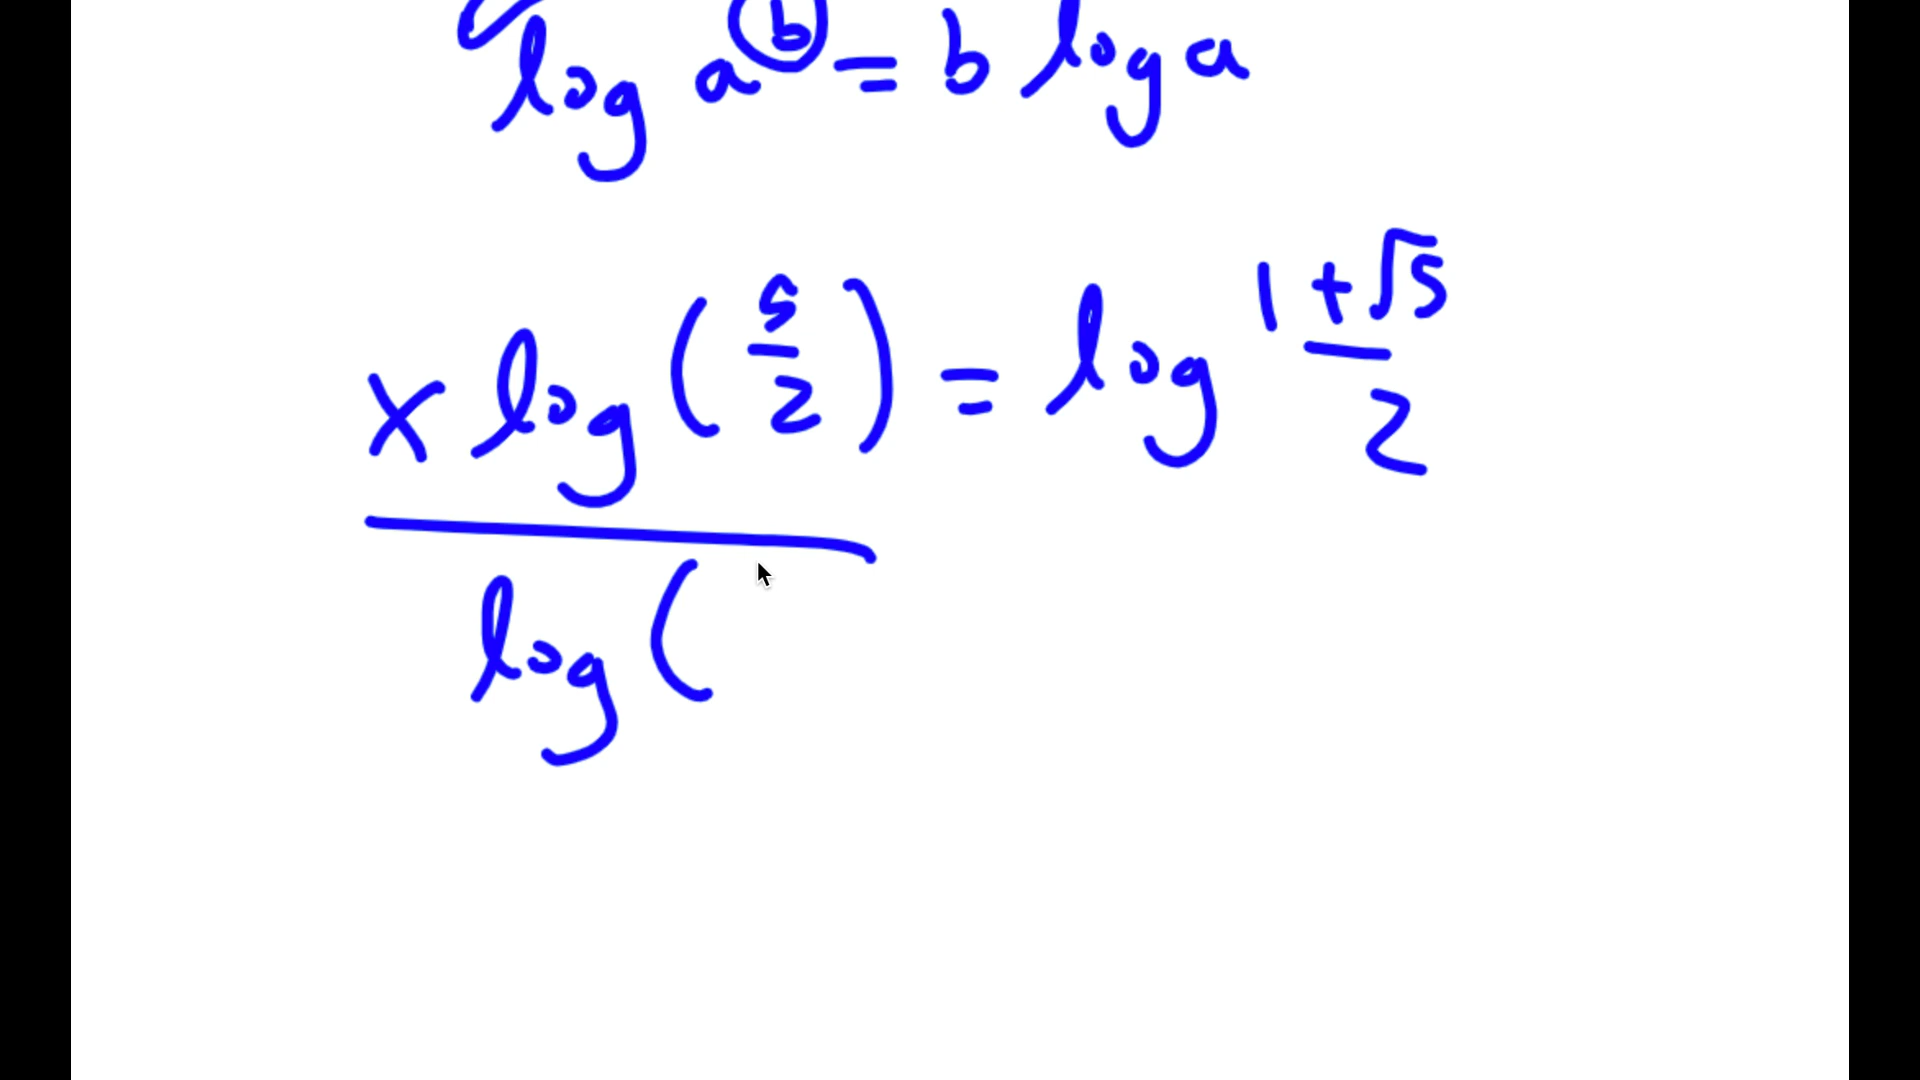 log a^b = b log a
x log (5/2) = log (1+√5)/2
log (